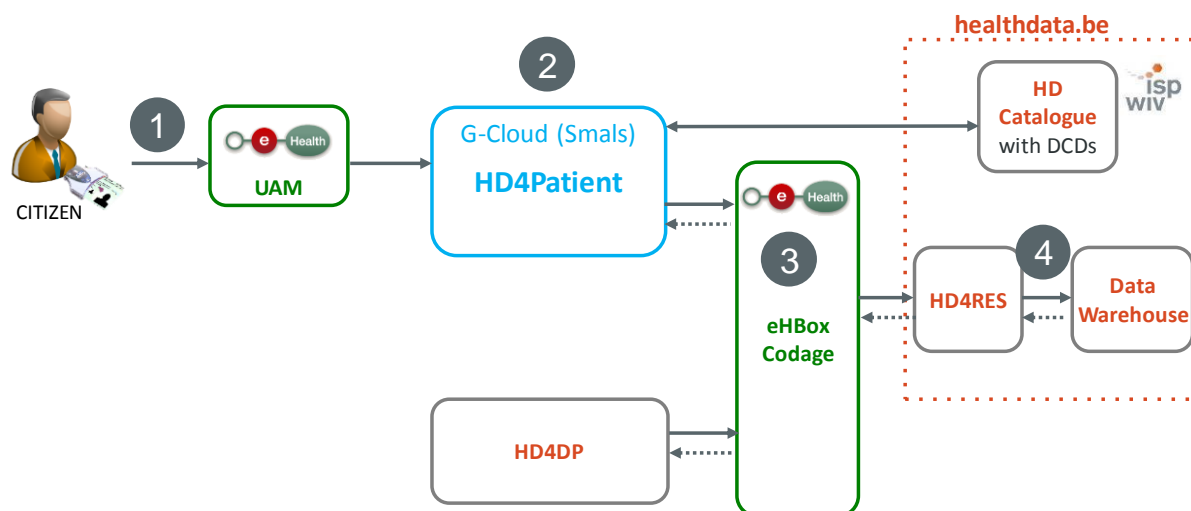 healthdata.be
2
HD
Catalogue
with DCDs
isp
WIV
1
e
Health
UAM
CITIZEN
G-Cloud (Smals)
HD4Patient
e
Health
3
eHBox
Codage
4
HD4RES
Data
Warehouse
HD4DP